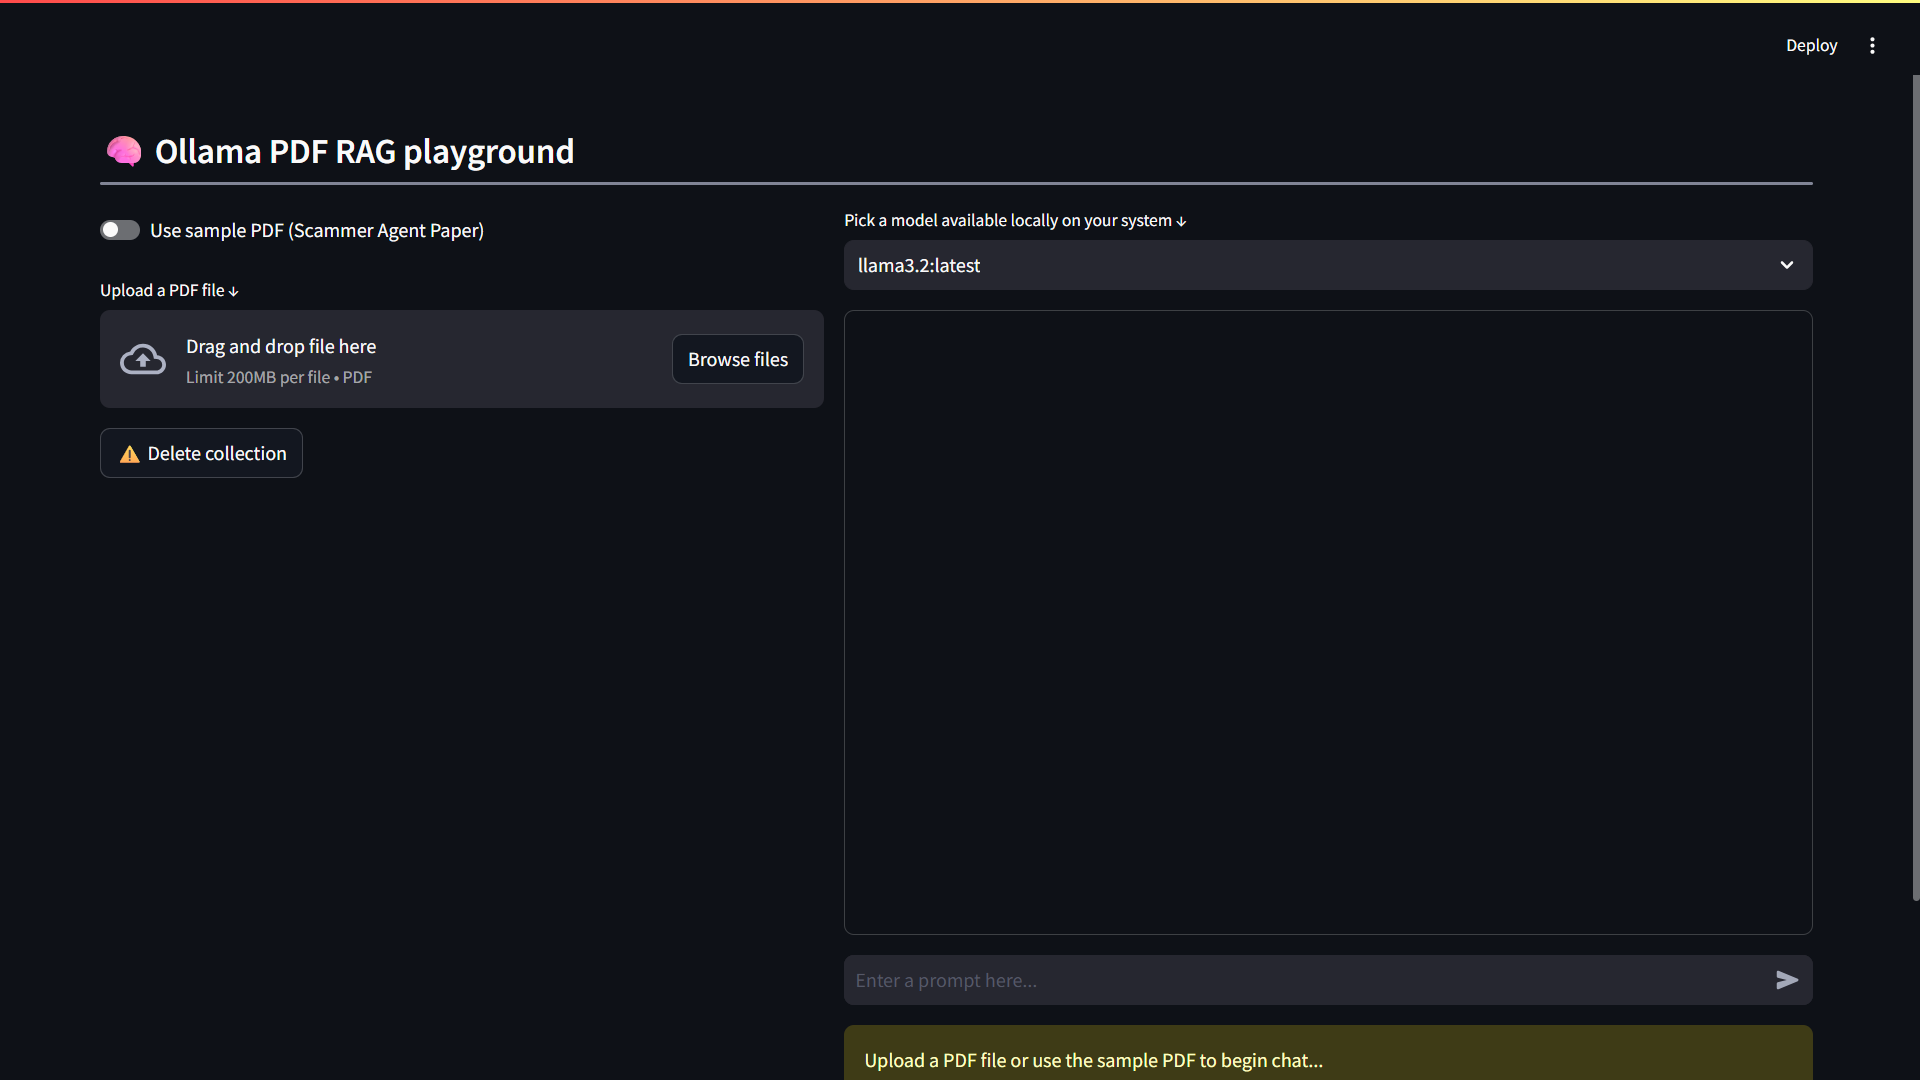 Deploy
Ollama PDF RAG playground
Use sample PDF (Scammer Agent Paper)
Upload a PDF file ↓
Drag and drop file here
Limit 200MB per file • PDF
Browse files
Delete collection
Pick a model available locally on your system ↓
llama3.2:latest
Enter a prompt here...
Upload a PDF file or use the sample PDF to begin chat...